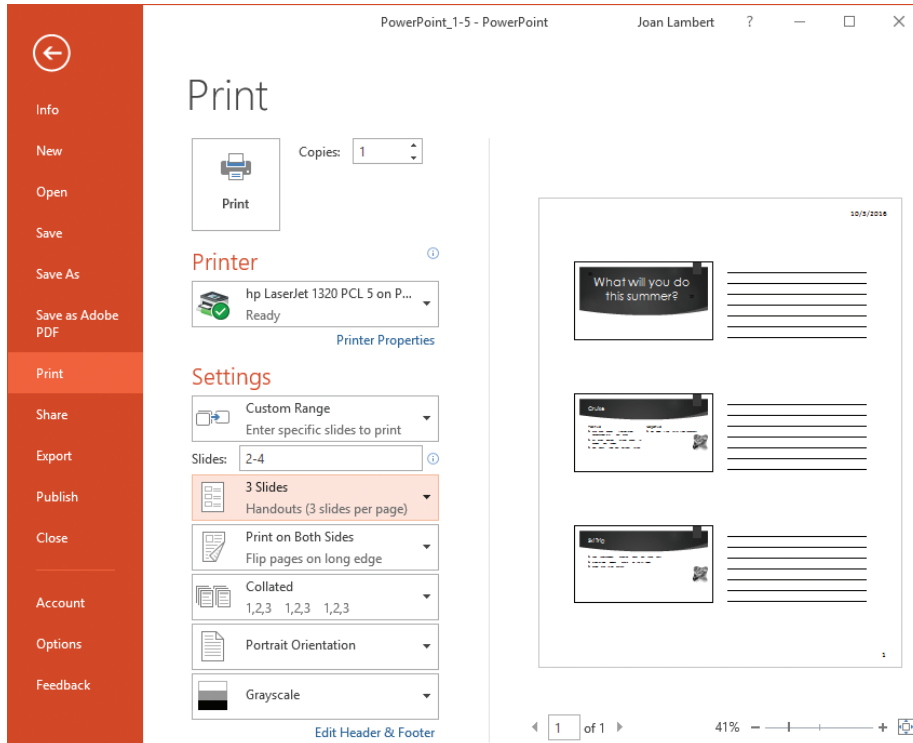 PowerPoint_1-5 - PowerPoint
Joan Lambert
?
Info
New
Open
Save
Save As
Save as Adobe
PDF
Print
Share
Export
Publish
Close
Account
Options
Feedback
Print
Print
Copies: 1
Printer
hp LaserJet 1320 PCL 5 on P...
Ready
Printer Properties
Settings
Custom Range
Enter specific slides to print
Slides: 2-4
3 Slides
Handouts (3 slides per page)
Print on Both Sides
Flip pages on long edge
Collated
1,2,3 1,2,3 1,2,3
Portrait Orientation
Grayscale
Edit Header & Footer
10/3/2016
What will you do
this summer?
Cruise
1
1 of 1
41%